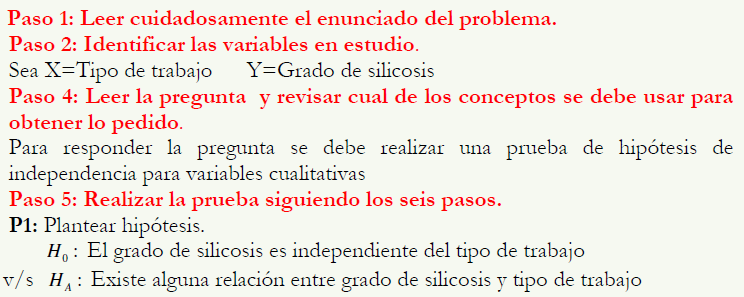 Paso 1: Leer cuidadosamente el enunciado del problema.
Paso 2: Identificar las variables en estudio.
Sea X=Tipo de trabajo Y=Grado de silicosis
Paso 4: Leer la pregunta y revisar cual de los conceptos se debe usar para
obtener lo pedido.
Para responder la pregunta se debe realizar una prueba de hipótesis de
independencia para variables cualitativas
Paso 5: Realizar la prueba siguiendo los seis pasos.
P1: Plantear hipótesis.
H₀ : El grado de silicosis es independiente del tipo de trabajo
v/s H_A : Existe alguna relación entre grado de silicosis y tipo de trabajo